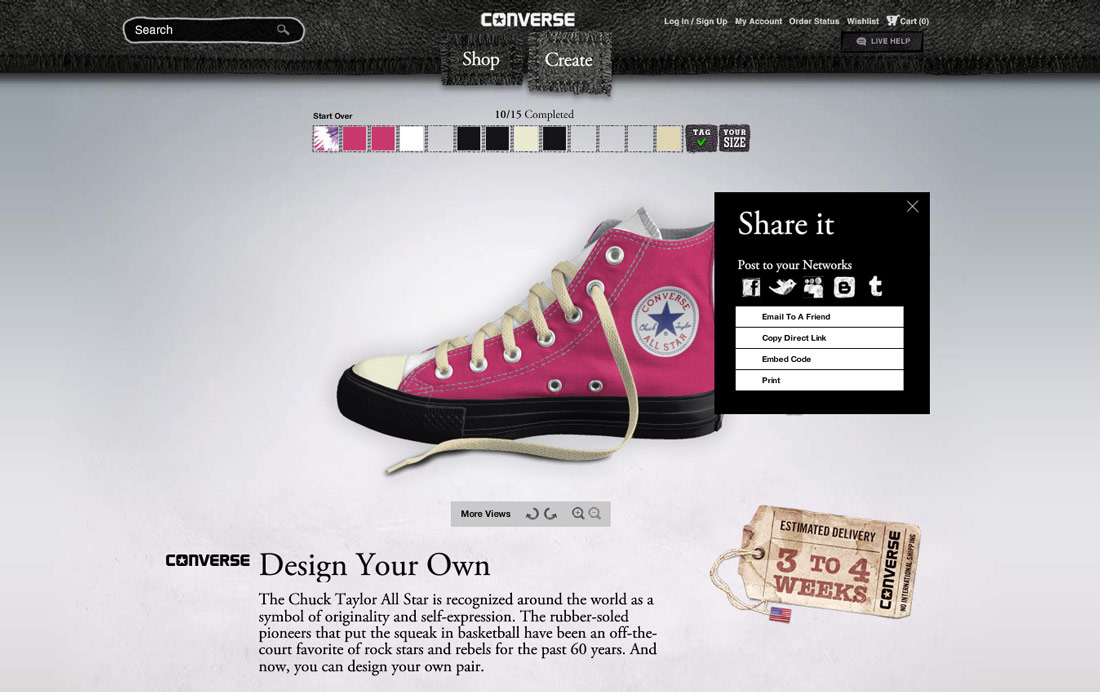 Search
CONVERSE
Log In / Sign Up My Account Order Status Wishlist Cart (0)
LIVE HELP
Shop
Create
Start Over
10/15 Completed
TAG
YOUR
SIZE
Share it
Post to your Networks
Email To A Friend
Copy Direct Link
Embed Code
Print
CONVERSE
Chuck Taylor
ALL STAR
More Views
ESTIMATED DELIVERY
3 TO 4
WEEKS
CONVERSE
NO INTERNATIONAL SHIPPING
CONVERSE
Design Your Own
The Chuck Taylor All Star is recognized around the world as a
symbol of originality and self-expression. The rubber-soled
pioneers that put the squeak in basketball have been an off-the-
court favorite of rock stars and rebels for the past 60 years. And
now, you can design your own pair.